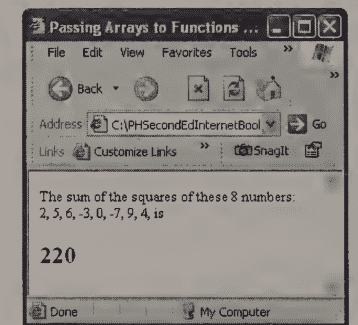 Passing Arrays to Functions ...
File Edit View Favorites Tools »
Back »
Address C:\PHSecondEdInternetBool Go
Links Customize Links » SnagIt
The sum of the squares of these 8 numbers:
2, 5, 6, -3, 0, -7, 9, 4, is
220
Done My Computer